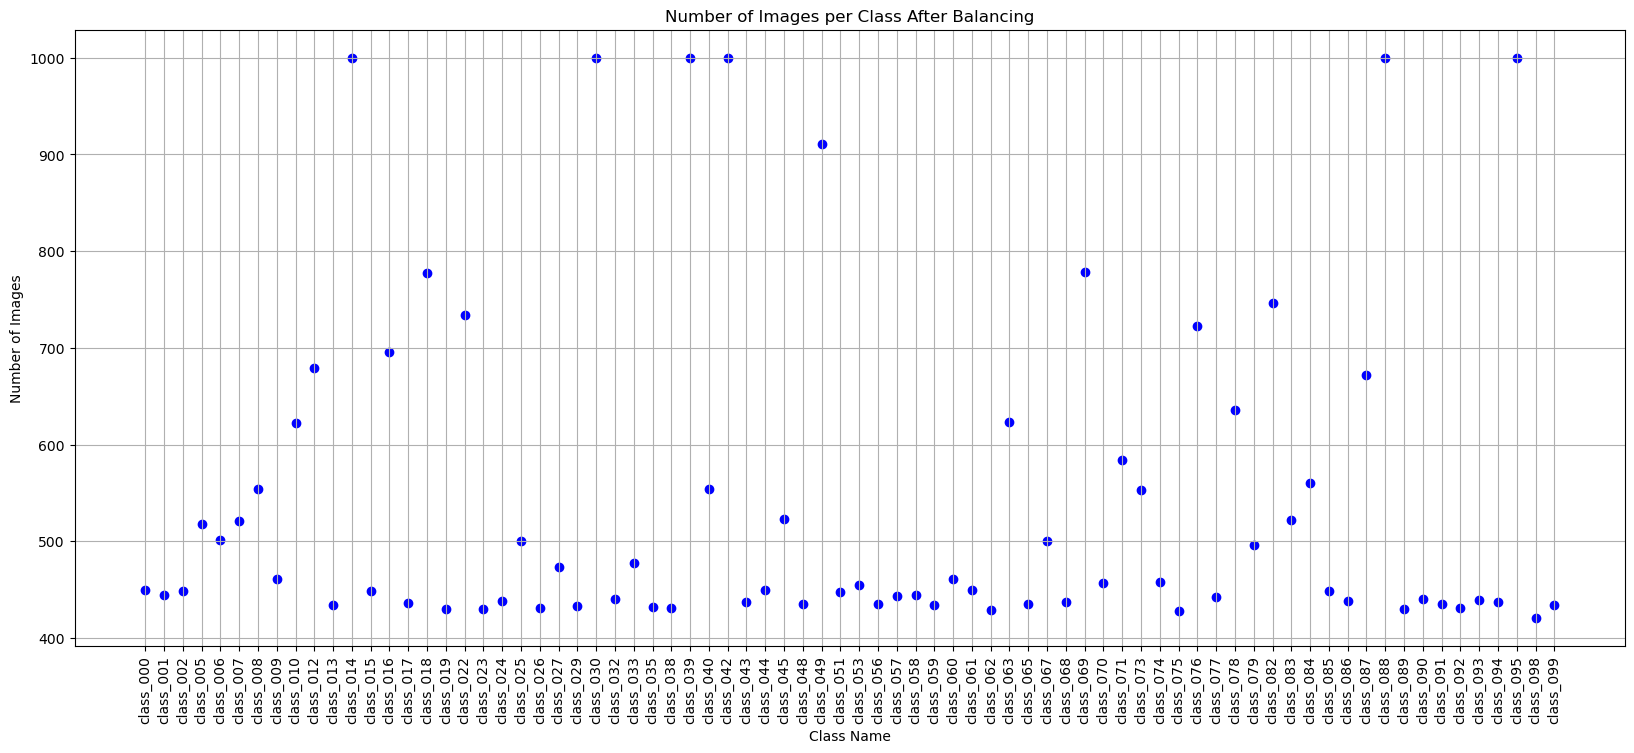 Number of Images per Class After Balancing
Number of Images
1000
900
800
700
600
500
400
class_000
class_001
class_002
class_005
class_006
class_007
class_008
class_009
class_010
class_012
class_013
class_014
class_015
class_016
class_017
class_018
class_019
class_022
class_023
class_024
class_025
class_026
class_027
class_029
class_030
class_032
class_033
class_035
class_038
class_039
class_040
class_042
class_043
class_044
class_045
class_048
class_049
class_051
class_053
class_056
class_057
class_058
class_059
class_060
class_061
class_062
class_063
class_065
class_067
class_068
class_069
class_070
class_071
class_073
class_074
class_075
class_076
class_077
class_078
class_079
class_082
class_083
class_084
class_085
class_086
class_087
class_088
class_089
class_090
class_091
class_092
class_093
class_094
class_095
class_098
class_099
Class Name